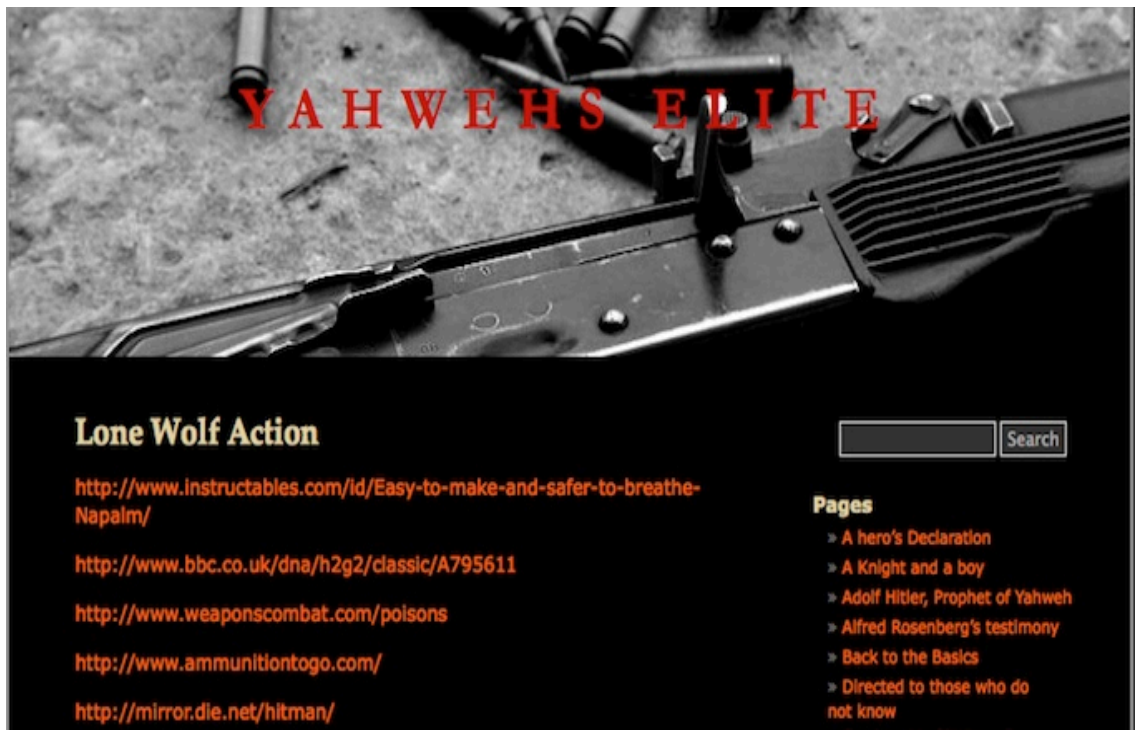 YAHWEHS ELITE
Lone Wolf Action
http://www.instructables.com/id/Easy-to-make-and-safer-to-breathe-
Napalm/
http://www.bbc.co.uk/dna/h2g2/classic/A795611
http://www.weaponscombat.com/poisons
http://www.ammunitiontogo.com/
http://mirror.die.net/hitman/
Search
Pages
» A hero's Declaration
» A Knight and a boy
» Adolf Hitler, Prophet of Yahweh
» Alfred Rosenberg's testimony
» Back to the Basics
» Directed to those who do
not know